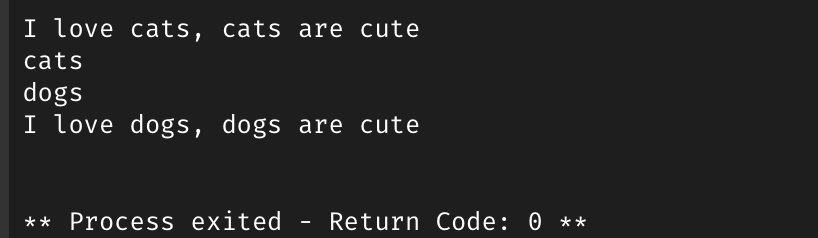 I love cats, cats are cute
cats
dogs
I love dogs, dogs are cute
** Process exited - Return Code: 0 **